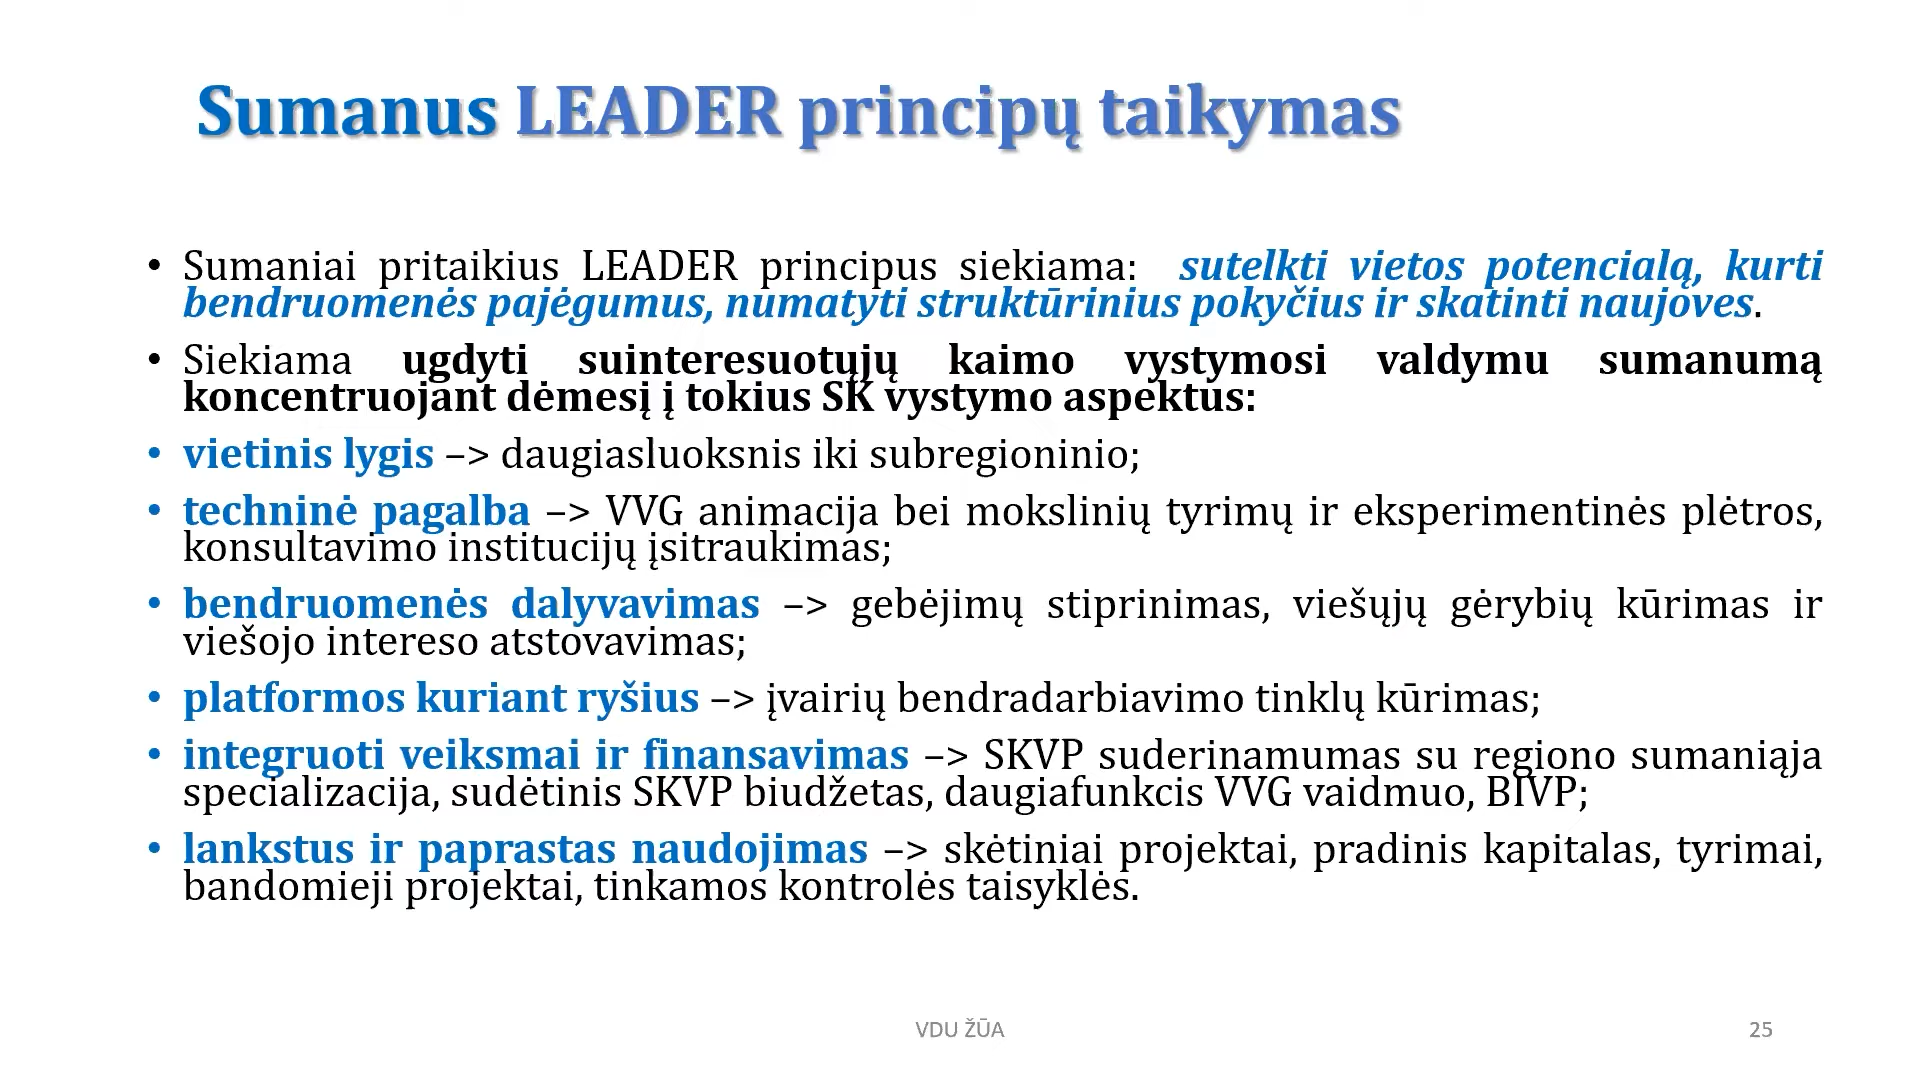 Sumanus LEADER principų taikymas
• Sumaniai pritaikius LEADER principus siekiama: sutelkti vietos potencialą, kurti
bendruomenės pajėgumus, numatyti struktūrinius pokyčius ir skatinti naujoves.
• Siekiama ugdyti suinteresuotųjų kaimo vystymosi valdymu sumanumą
koncentruojant dėmesį į tokius SK vystymo aspektus:
• vietinis lygis –> daugiasluoksnis iki subregioninio;
• techninė pagalba –> VVG animacija bei mokslinių tyrimų ir eksperimentinės plėtros,
konsultavimo institucijų įsitraukimas;
• bendruomenės dalyvavimas –> gebėjimų stiprinimas, viešųjų gėrybių kūrimas ir
viešojo intereso atstovavimas;
• platformos kuriant ryšius –> įvairių bendradarbiavimo tinklų kūrimas;
• integruoti veiksmai ir finansavimas –> SKVP suderinamumas su regiono sumaniąja
specializacija, sudėtinis SKVP biudžetas, daugiafunkcis VVG vaidmuo, BIVP;
• lankstus ir paprastas naudojimas –> skėtiniai projektai, pradinis kapitalas, tyrimai,
bandomieji projektai, tinkamos kontrolės taisyklės.
VDU ŽŪA
25